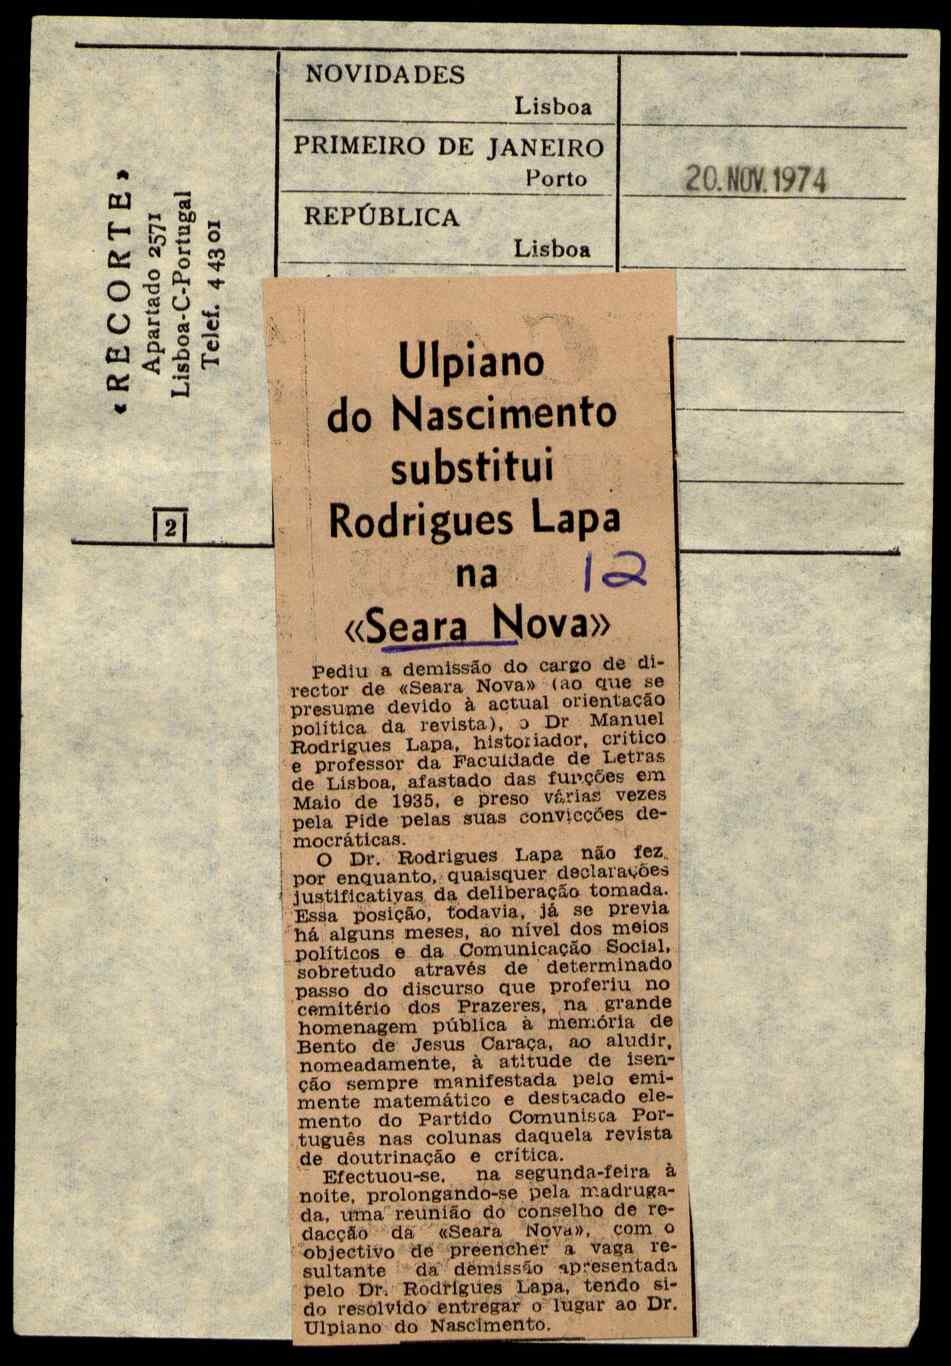 «RECORTE»
Apartado 2571
Lisboa-C-Portugal
Telef. 4 43 01
2
NOVIDADES
Lisboa
PRIMEIRO DE JANEIRO
Porto
REPÚBLICA
Lisboa
20. NOV. 1974
Ulpiano
do Nascimento
substitui
Rodrigues Lapa
na
12
«Seara Nova»
Pediu a demissão do cargo de di-
rector de «Seara Nova» (ao que se
presume devido à actual orientação
política da revista), o Dr Manuel
Rodrigues Lapa, historiador, crítico
e professor da Faculdade de Letras
de Lisboa, afastado das funções em
Maio de 1935, e preso várias vezes
pela Pide pelas suas convicções de-
mocráticas.
O Dr. Rodrigues Lapa não fez,
por enquanto, quaisquer declarações
justificativas da deliberação tomada.
Essa posição, todavia, já se previa
há alguns meses, ao nível dos meios
políticos e da Comunicação Social,
sobretudo através de determinado
passo do discurso que proferiu no
cemitério dos Prazeres, na grande
homenagem pública à memória de
Bento de Jesus Caraça, ao aludir,
nomeadamente, à atitude de isen-
ção sempre manifestada pelo emi-
mente matemático e destacado ele-
mento do Partido Comunista Por-
tuguês nas colunas daquela revista
de doutrinação e crítica.
Efectuou-se, na segunda-feira à
noite, prolongando-se pela madruga-
da, uma reunião do conselho de re-
dacção da «Seara Nova», com o
objectivo de preencher a vaga re-
sultante da demissão apresentada
pelo Dr. Rodrigues Lapa, tendo si-
do resolvido entregar o lugar ao Dr.
Ulpiano do Nascimento.